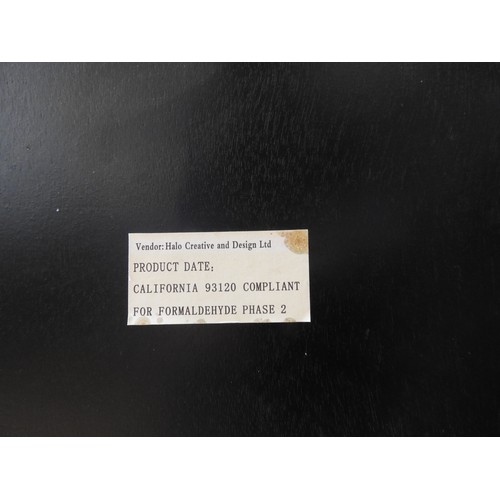 Vendor: Halo Creative and Design Ltd
PRODUCT DATE;
CALIFORNIA 93120 COMPLIANT
FOR FORMALDEHYDE PHASE 2